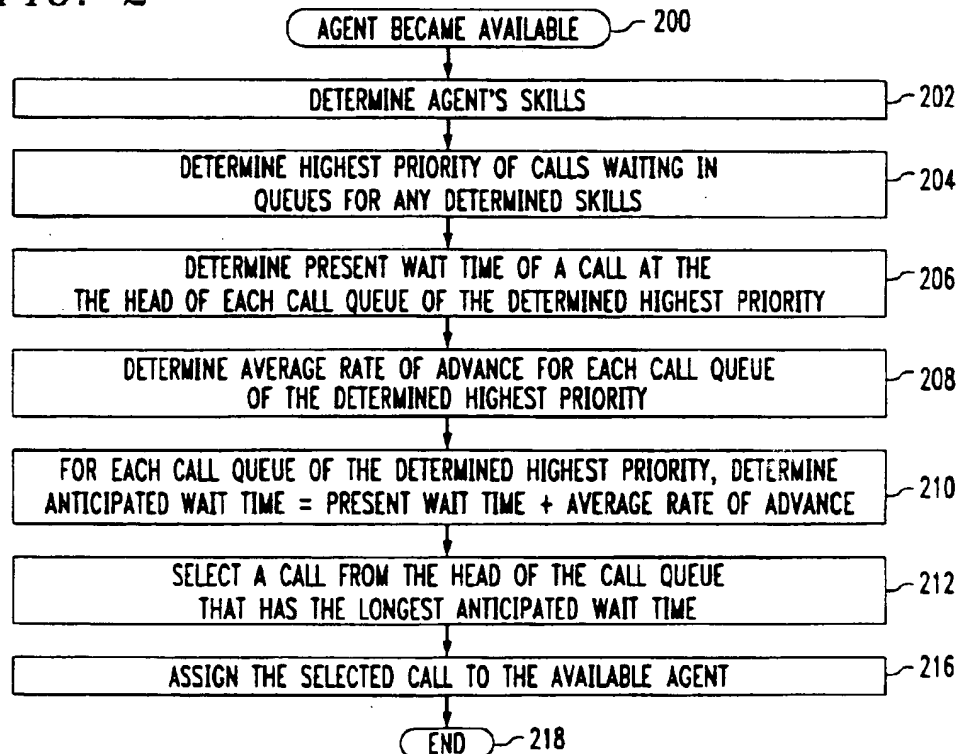 FIG. 2
AGENT BECAME AVAILABLE
200
DETERMINE AGENT'S SKILLS
202
DETERMINE HIGHEST PRIORITY OF CALLS WAITING IN
QUEUES FOR ANY DETERMINED SKILLS
204
DETERMINE PRESENT WAIT TIME OF A CALL AT THE
THE HEAD OF EACH CALL QUEUE OF THE DETERMINED HIGHEST PRIORITY
206
DETERMINE AVERAGE RATE OF ADVANCE FOR EACH CALL QUEUE
OF THE DETERMINED HIGHEST PRIORITY
208
FOR EACH CALL QUEUE OF THE DETERMINED HIGHEST PRIORITY, DETERMINE
ANTICIPATED WAIT TIME = PRESENT WAIT TIME + AVERAGE RATE OF ADVANCE
210
SELECT A CALL FROM THE HEAD OF THE CALL QUEUE
THAT HAS THE LONGEST ANTICIPATED WAIT TIME
212
ASSIGN THE SELECTED CALL TO THE AVAILABLE AGENT
216
END
218